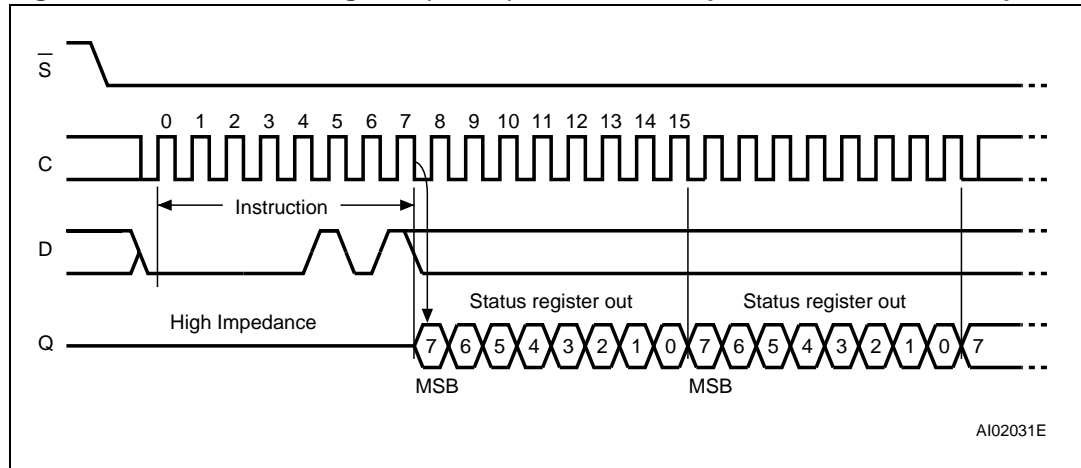 S
0 1 2 3 4 5 6 7 8 9 10 11 12 13 14 15
C
Instruction
D
Status register out Status register out
High Impedance
Q
7 6 5 4 3 2 1 0 7 6 5 4 3 2 1 0 7
MSB MSB
AI02031E